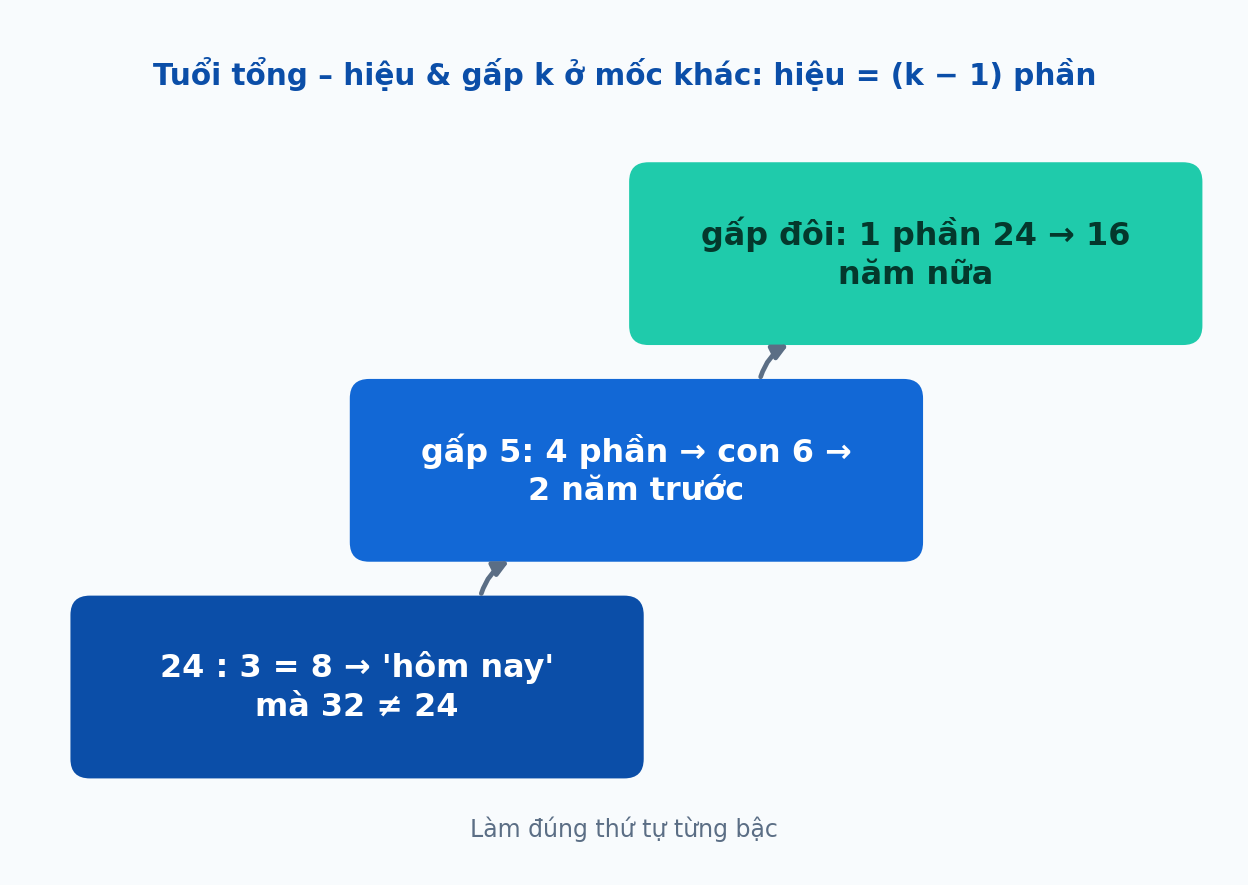 Tuổi tổng – hiệu & gấp k ở mốc khác: hiệu = (k − 1) phần
gấp đôi: 1 phần 24 → 16
năm nữa
gấp 5: 4 phần → con 6 →
2 năm trước
24 : 3 = 8 → 'hôm nay'
mà 32 ≠ 24
Làm đúng thứ tự từng bậc